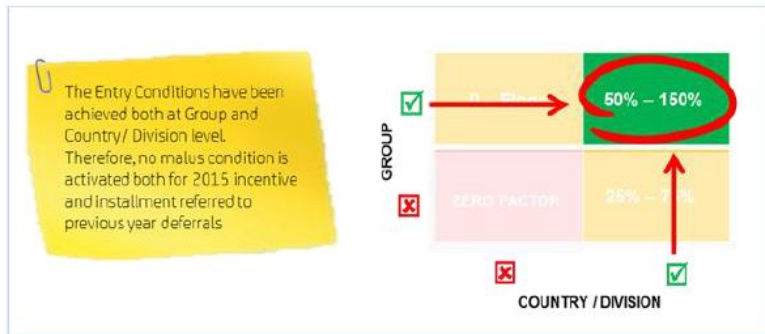 The Entry Conditions have been
achieved both at Group and
Country/ Division level.
Therefore, no malus condition is
activated both for 2015 incentive
and installment referred to
previous year deferrals
GROUP
50% – 150%
ZERO FACTOR
25% –
COUNTRY / DIVISION